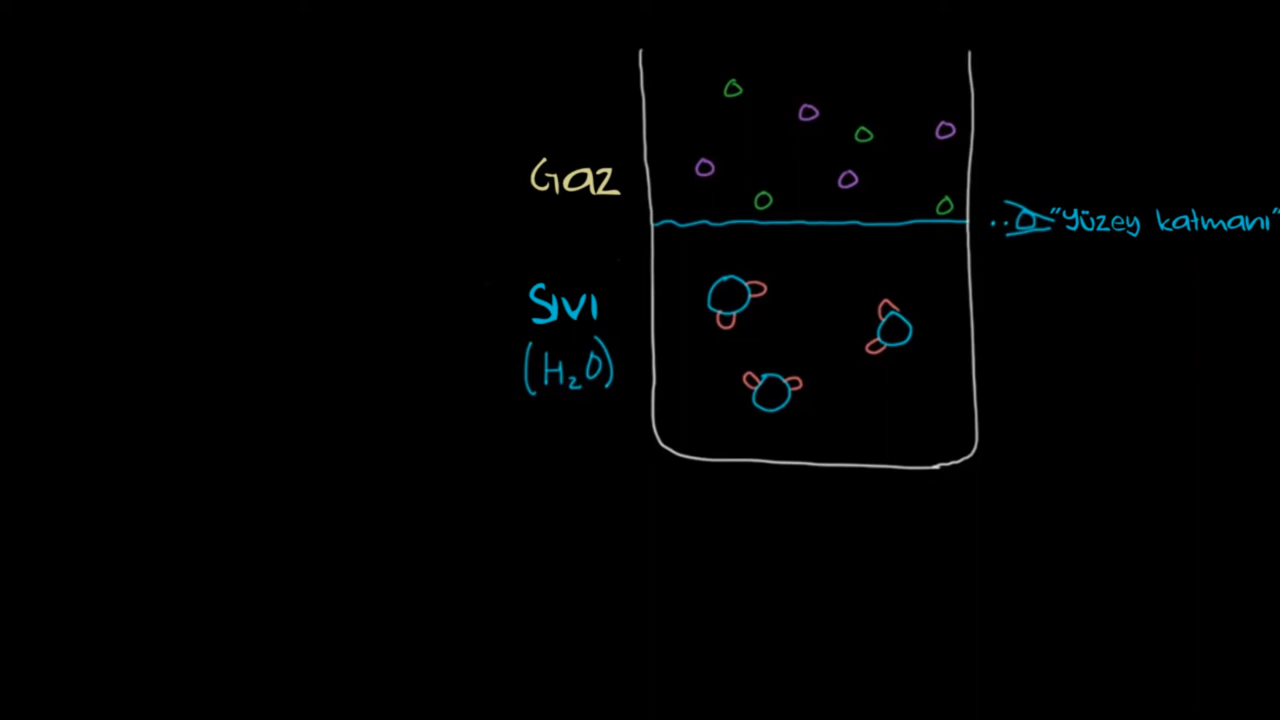 Gaz
"Yüzey katmanı"
Sıvı
(H₂O)